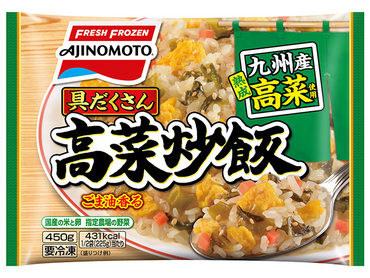 FRESH FROZEN
AJINOMOTO®
九州産
熟成
高菜
使用
具だくさん
高菜炒飯
ごま油香る
国産の米と卵 指定農場の野菜
450g
要冷凍
431kcal
1/2袋(225g)当り
(盛りつけ例)